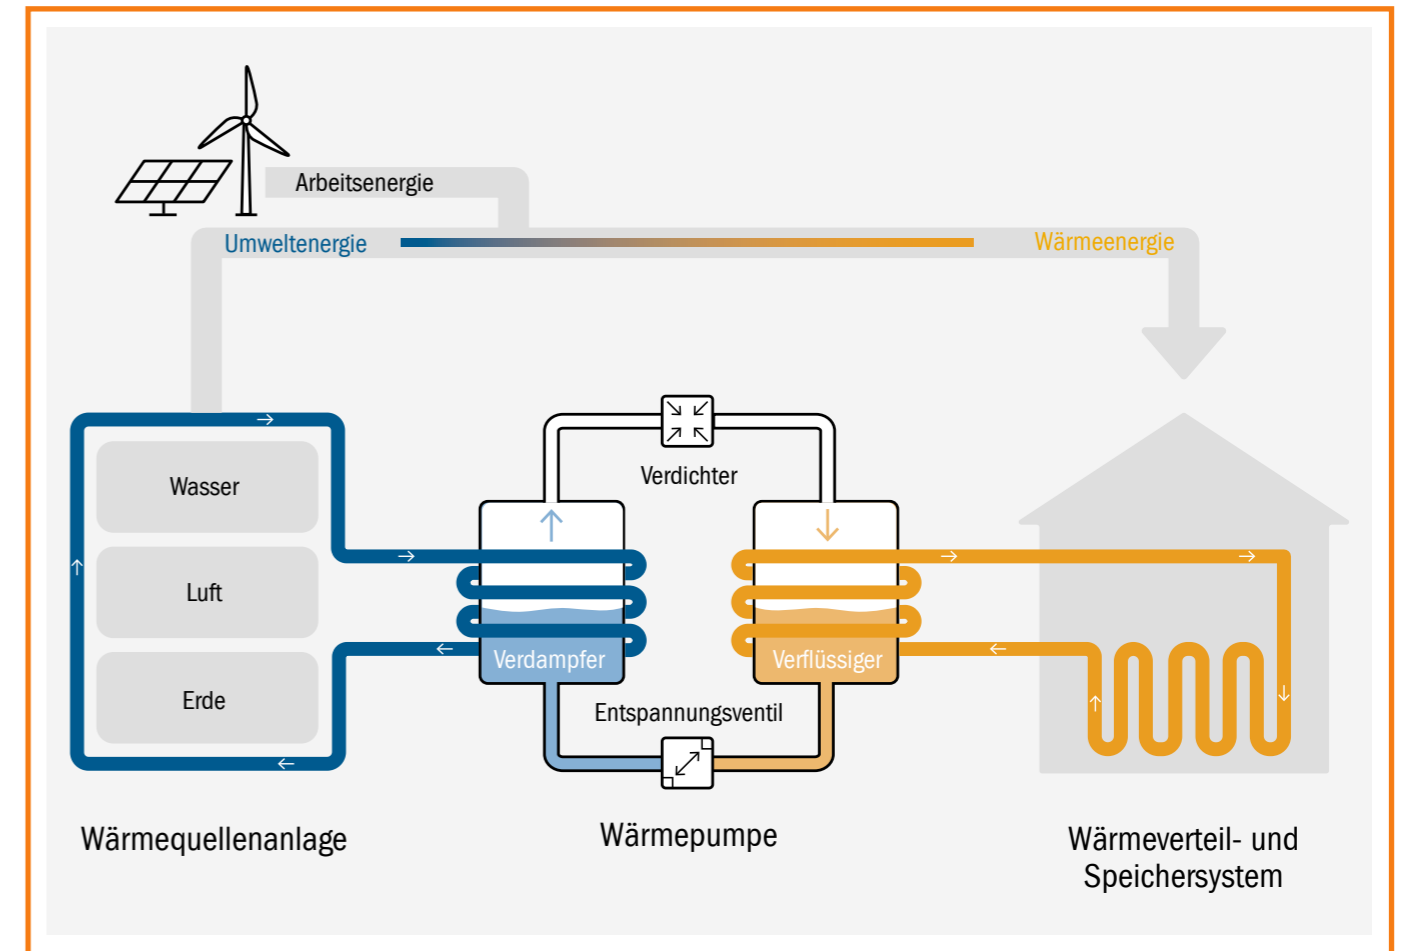 Arbeitsenergie
Umweltenergie
Wärmeenergie
Wasser
Luft
Erde
Verdichter
Verdampfer
Verflüssiger
Entspannungsventil
Wärmequellenanlage
Wärmepumpe
Wärmeverteil- und
Speichersystem